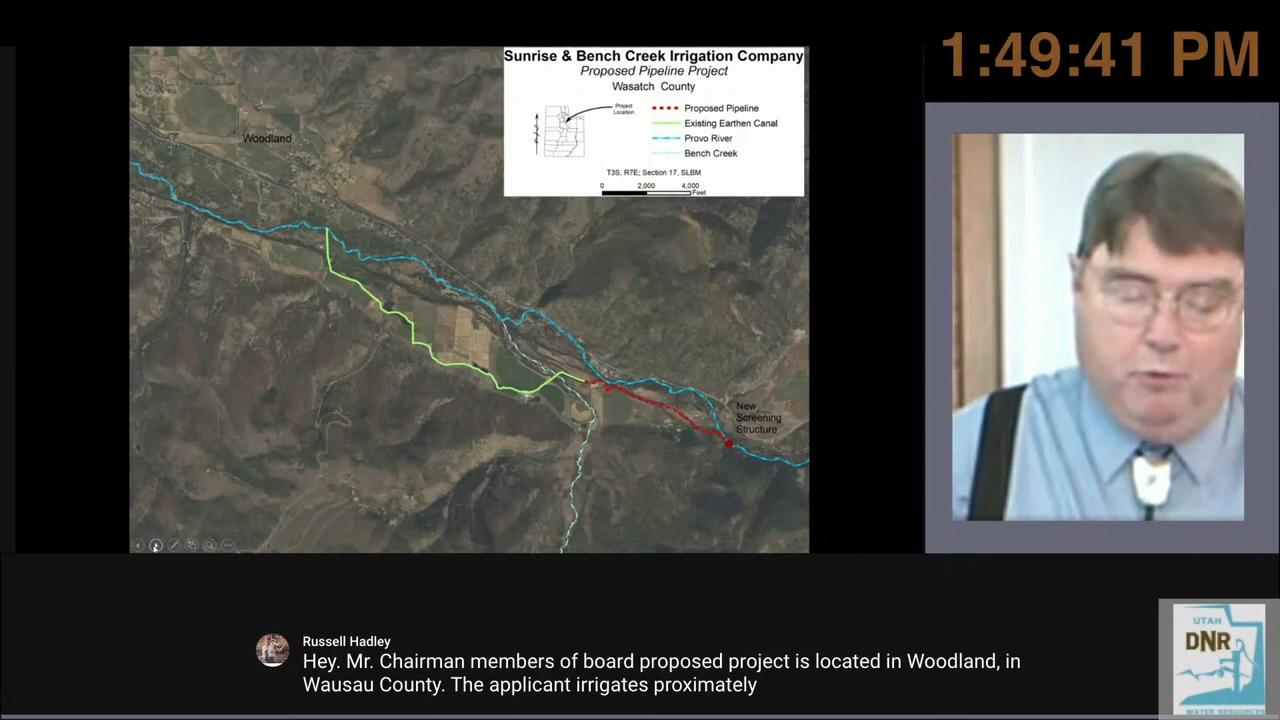 Sunrise & Bench Creek Irrigation Company
Proposed Pipeline Project
Wasatch County
Project
Location
Proposed Pipeline
Existing Earthen Canal
Provo River
Bench Creek
T3S, R7E; Section 17, SLBM
0 2,000 4,000
Feet
Woodland
New
Screening
Structure
1:49:41 PM
Russell Hadley
Hey. Mr. Chairman members of board proposed project is located in Woodland, in
Wausau County. The applicant irrigates proximately
UTAH
DNR
WATER RESOURCES